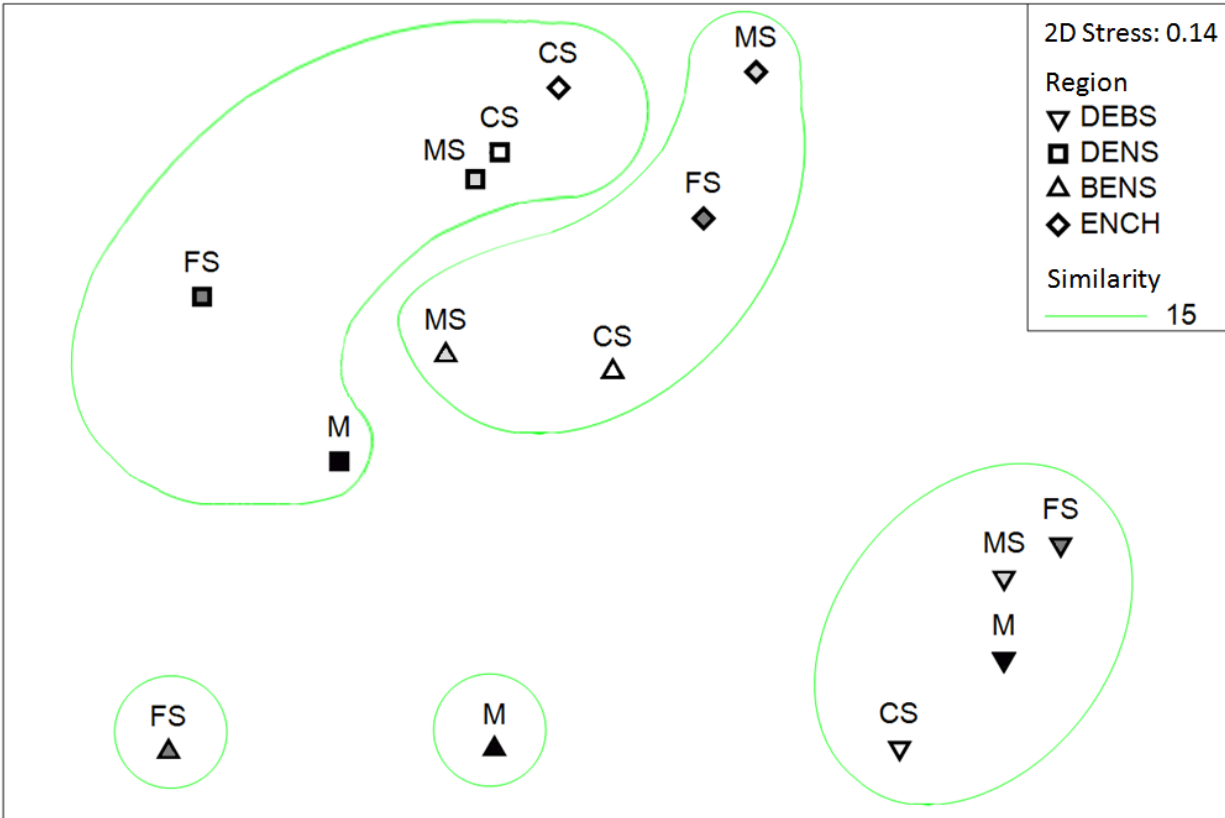 MS
CS
CS
MS
FS
FS
MS
CS
M
FS
MS
M
CS
FS
M
2D Stress: 0.14
Region
DEBS
DENS
BENS
ENCH
Similarity
15